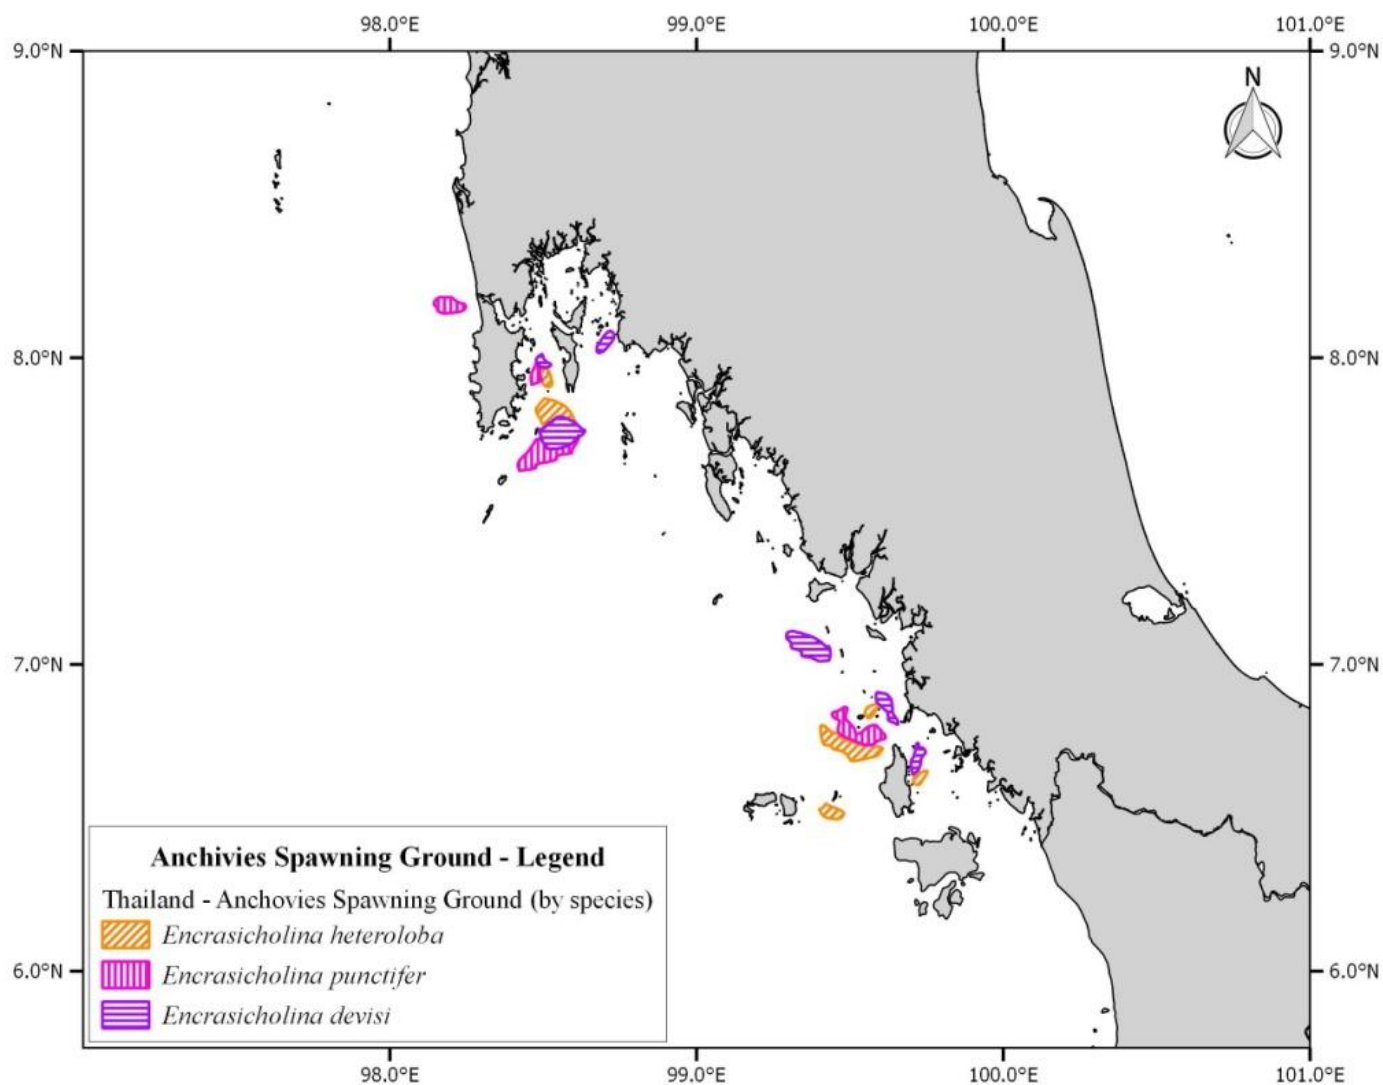 98.0°E 99.0°E 100.0°E 101.0°E
9.0°N 9.0°N
N
8.0°N 8.0°N
7.0°N 7.0°N
Anchivies Spawning Ground - Legend
Thailand - Anchovies Spawning Ground (by species)
Encrasicholina heteroloba
6.0°N Encrasicholina punctifer 6.0°N
Encrasicholina devisi
98.0°E 99.0°E 100.0°E 101.0°E